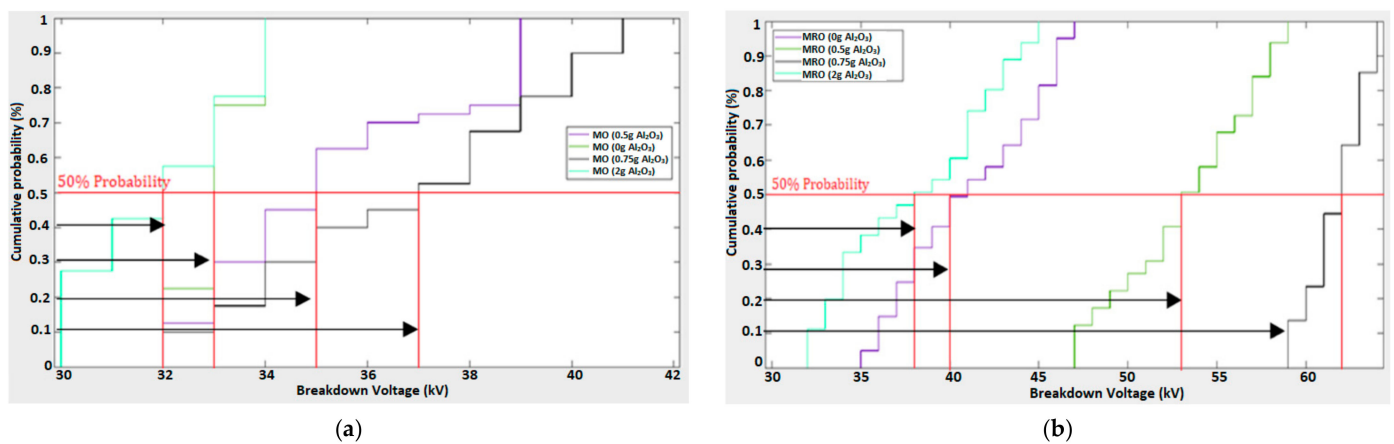 1
0.9
0.8
0.7
0.6
0.5
0.4
0.3
0.2
0.1
0
Cumulative probability (%)
50% Probability
MO (0.5g Al₂O₃)
MO (0g Al₂O₃)
MO (0.75g Al₂O₃)
MO (2g Al₂O₃)
30 32 34 36 38 40 42
Breakdown Voltage (kV)
(a)
1
0.9
0.8
0.7
0.6
0.5
0.4
0.3
0.2
0.1
0
Cumulative probability (%)
MRO (0g Al₂O₃)
MRO (0.5g Al₂O₃)
MRO (0.75g Al₂O₃)
MRO (2g Al₂O₃)
50% Probability
30 35 40 45 50 55 60
Breakdown Voltage (kV)
(b)